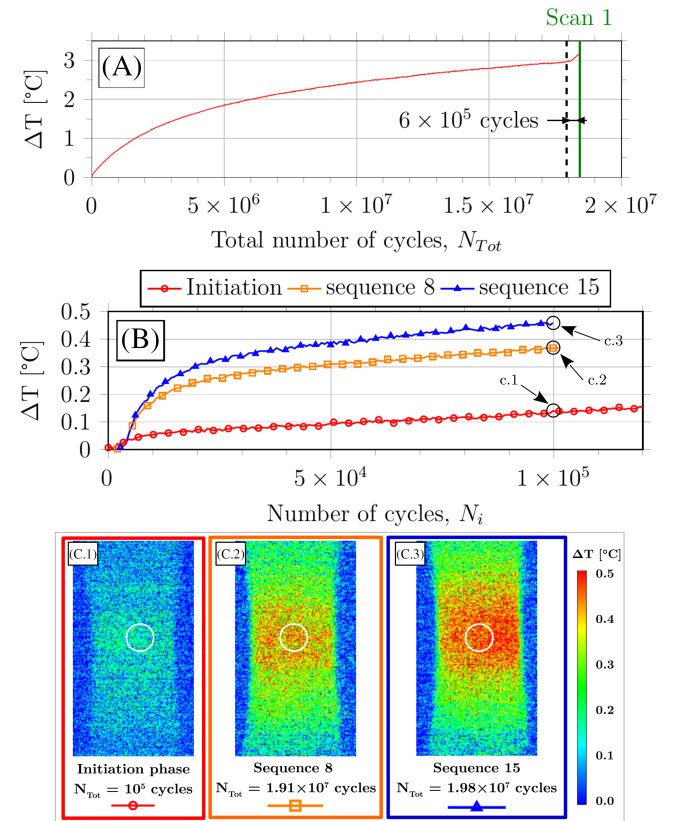 Scan 1
(A)
3
2
1
0
ΔT [°C]
6 × 10⁵ cycles
0
5 × 10⁶
1 × 10⁷
1.5 × 10⁷
2 × 10⁷
Total number of cycles, N_Tot
Initiation sequence 8 sequence 15
(B)
0.5
0.4
0.3
0.2
0.1
0
ΔT [°C]
c.3
c.2
c.1
0
5 × 10⁴
1 × 10⁵
Number of cycles, N_i
(C.1)
(C.2)
(C.3)
ΔT [°C]
0.5
0.4
0.3
0.2
0.1
0.0
Initiation phase
N_Tot = 10⁵ cycles
Sequence 8
N_Tot = 1.91×10⁷ cycles
Sequence 15
N_Tot = 1.98×10⁷ cycles